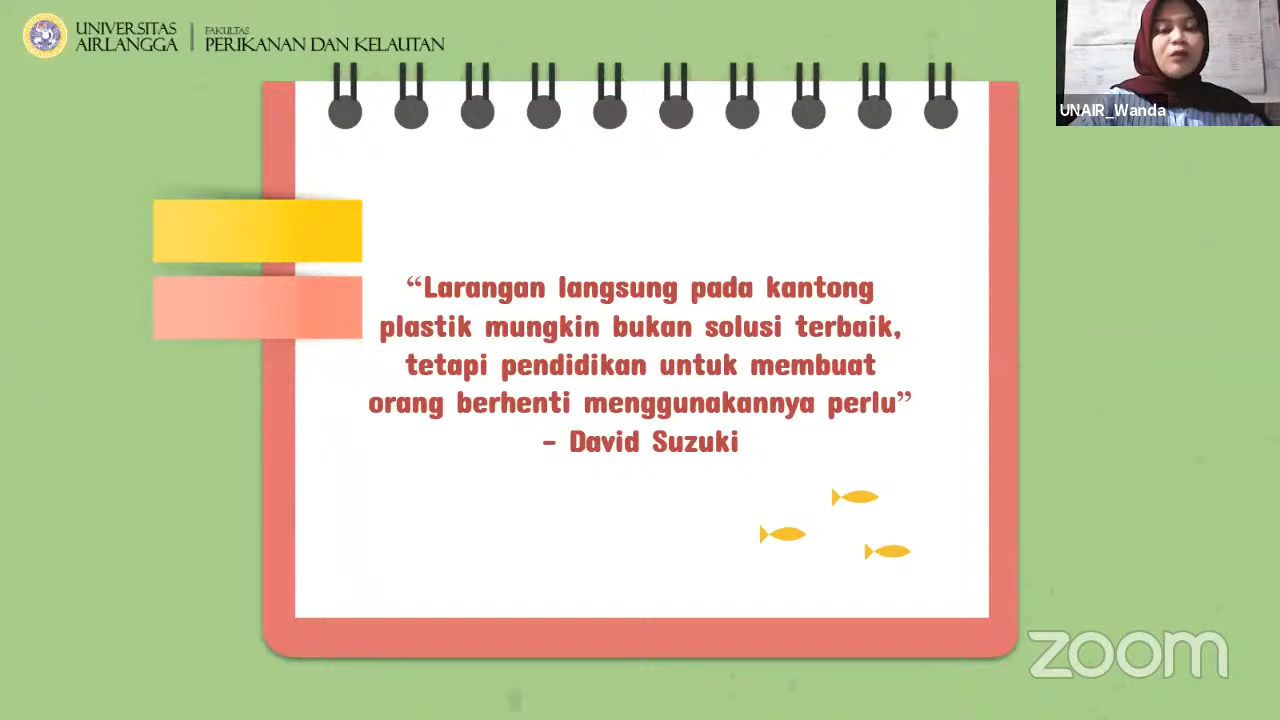 UNIVERSITAS
AIRLANGGA
FAKULTAS
PERIKANAN DAN KELAUTAN
UNAIR_Wanda
“Larangan langsung pada kantong
plastik mungkin bukan solusi terbaik,
tetapi pendidikan untuk membuat
orang berhenti menggunakannya perlu”
- David Suzuki
zoom